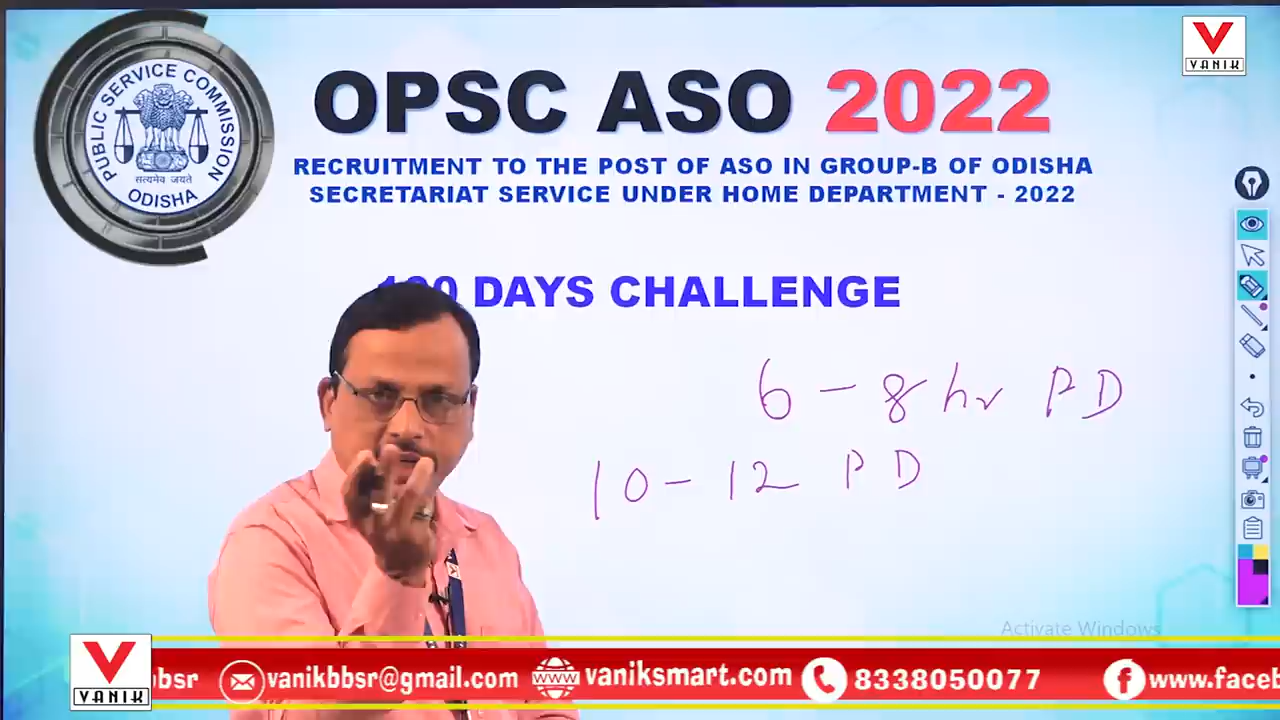 PUBLIC SERVICE COMMISSION
सत्यमेव जयते
ODISHA
VANIK
OPSC ASO 2022
RECRUITMENT TO THE POST OF ASO IN GROUP-B OF ODISHA
SECRETARIAT SERVICE UNDER HOME DEPARTMENT - 2022
DAYS CHALLENGE
6 - 8 hr PD
10 - 12 PD
Activate Windows
VANIK
bbsr vanikbbsr@gmail.com www vaniksmart.com 8338050077 www.faceb